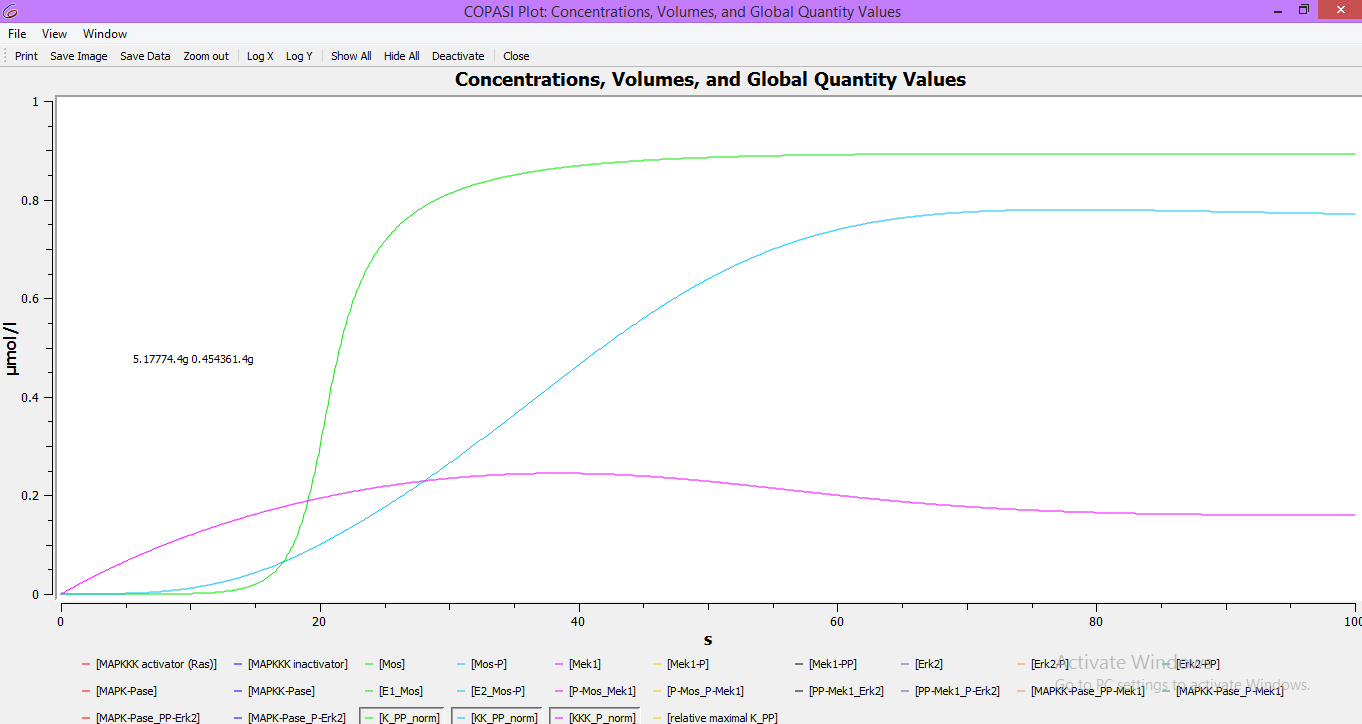 COPASI Plot: Concentrations, Volumes, and Global Quantity Values
File View Window
Print Save Image Save Data Zoom out Log X Log Y Show All Hide All Deactivate Close
Concentrations, Volumes, and Global Quantity Values
1
0.8
0.6
µmol/l
5.17774.4g 0.454361.4g
0.4
0.2
0
0 20 40 60 80 100
s
[MAPKKK activator (Ras)] [MAPKKK inactivator] [Mos] [Mos-P] [Mek1] [Mek1-P] [Mek1-PP] [Erk2] [Erk2-P] [Erk2-PP]
Activate Windows
Go to PC settings to activate Windows.
[MAPK-Pase] [MAPKK-Pase] [E1_Mos] [E2_Mos-P] [P-Mos_Mek1] [P-Mos_P-Mek1] [PP-Mek1_Erk2] [PP-Mek1_P-Erk2] [MAPKK-Pase_PP-Mek1] [MAPKK-Pase_P-Mek1]
[MAPK-Pase_PP-Erk2] [MAPK-Pase_P-Erk2] [K_PP_norm] [KK_PP_norm] [KKK_P_norm] [relative maximal K_PP]